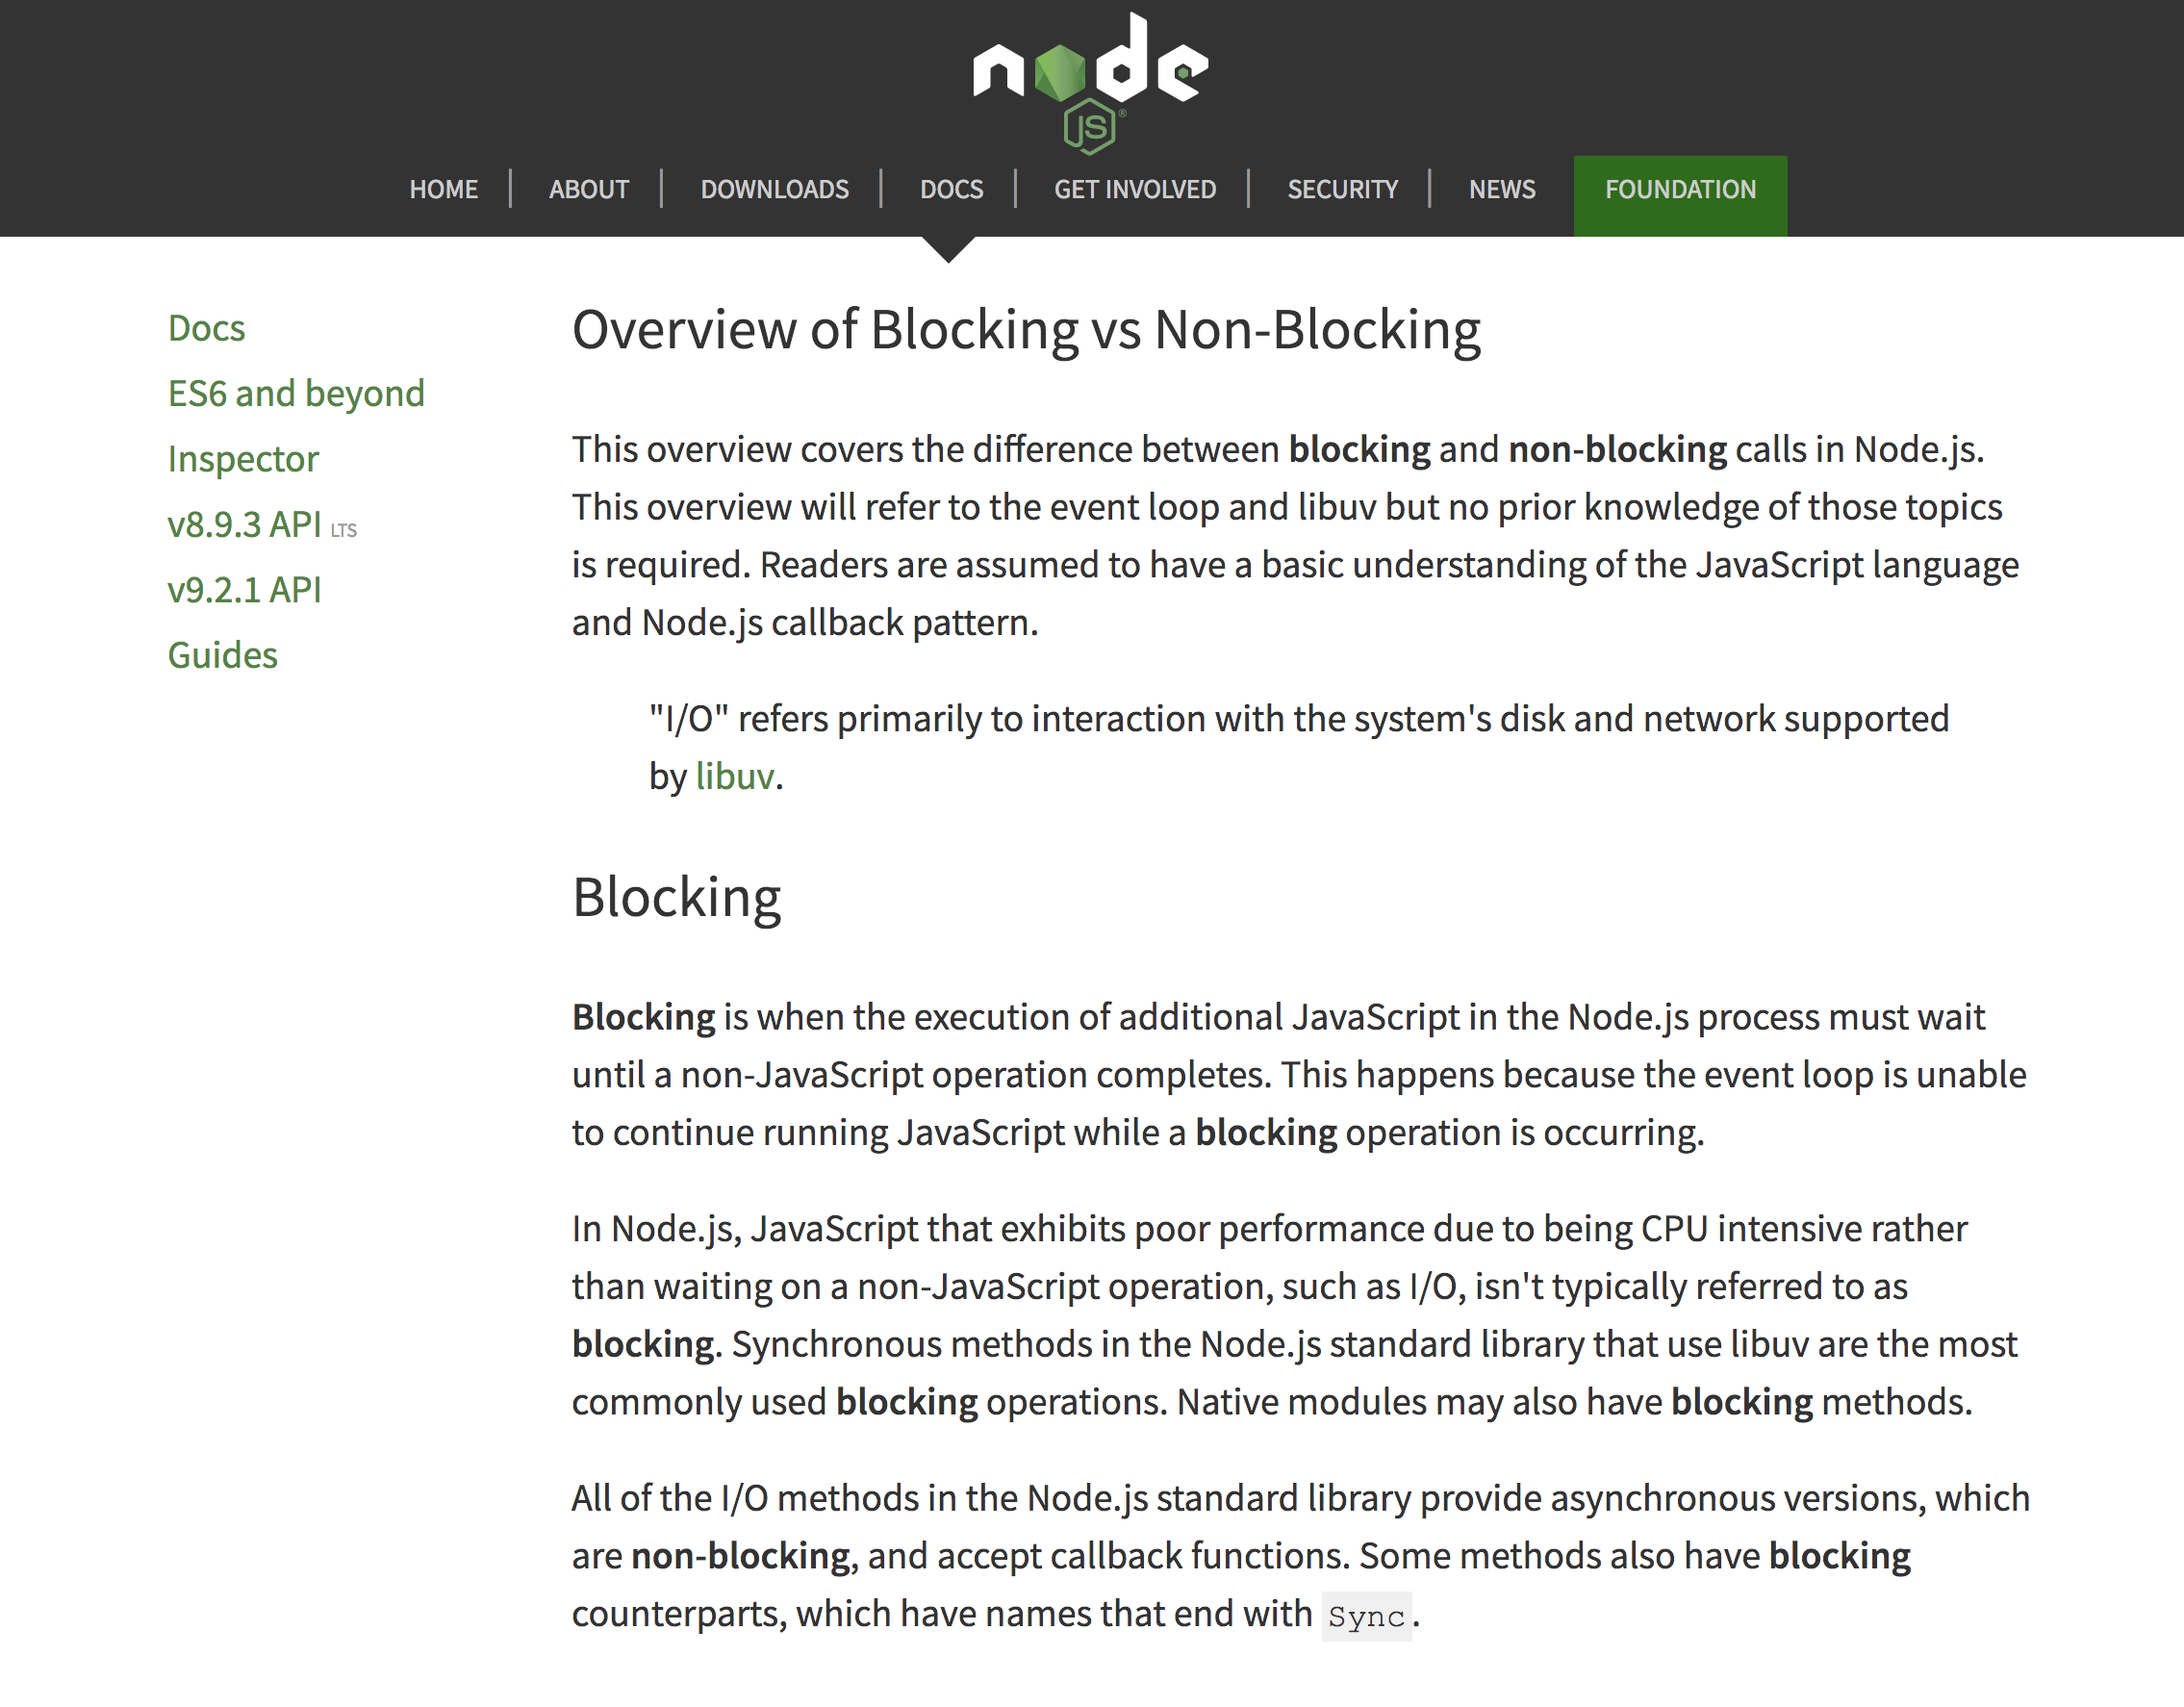 node
JS ®
HOME | ABOUT | DOWNLOADS | DOCS | GET INVOLVED | SECURITY | NEWS FOUNDATION
Docs
ES6 and beyond
Inspector
v8.9.3 API LTS
v9.2.1 API
Guides
Overview of Blocking vs Non-Blocking
This overview covers the difference between blocking and non-blocking calls in Node.js.
This overview will refer to the event loop and libuv but no prior knowledge of those topics
is required. Readers are assumed to have a basic understanding of the JavaScript language
and Node.js callback pattern.
"I/O" refers primarily to interaction with the system's disk and network supported
by libuv.
Blocking
Blocking is when the execution of additional JavaScript in the Node.js process must wait
until a non-JavaScript operation completes. This happens because the event loop is unable
to continue running JavaScript while a blocking operation is occurring.
In Node.js, JavaScript that exhibits poor performance due to being CPU intensive rather
than waiting on a non-JavaScript operation, such as I/O, isn't typically referred to as
blocking. Synchronous methods in the Node.js standard library that use libuv are the most
commonly used blocking operations. Native modules may also have blocking methods.
All of the I/O methods in the Node.js standard library provide asynchronous versions, which
are non-blocking, and accept callback functions. Some methods also have blocking
counterparts, which have names that end with Sync.